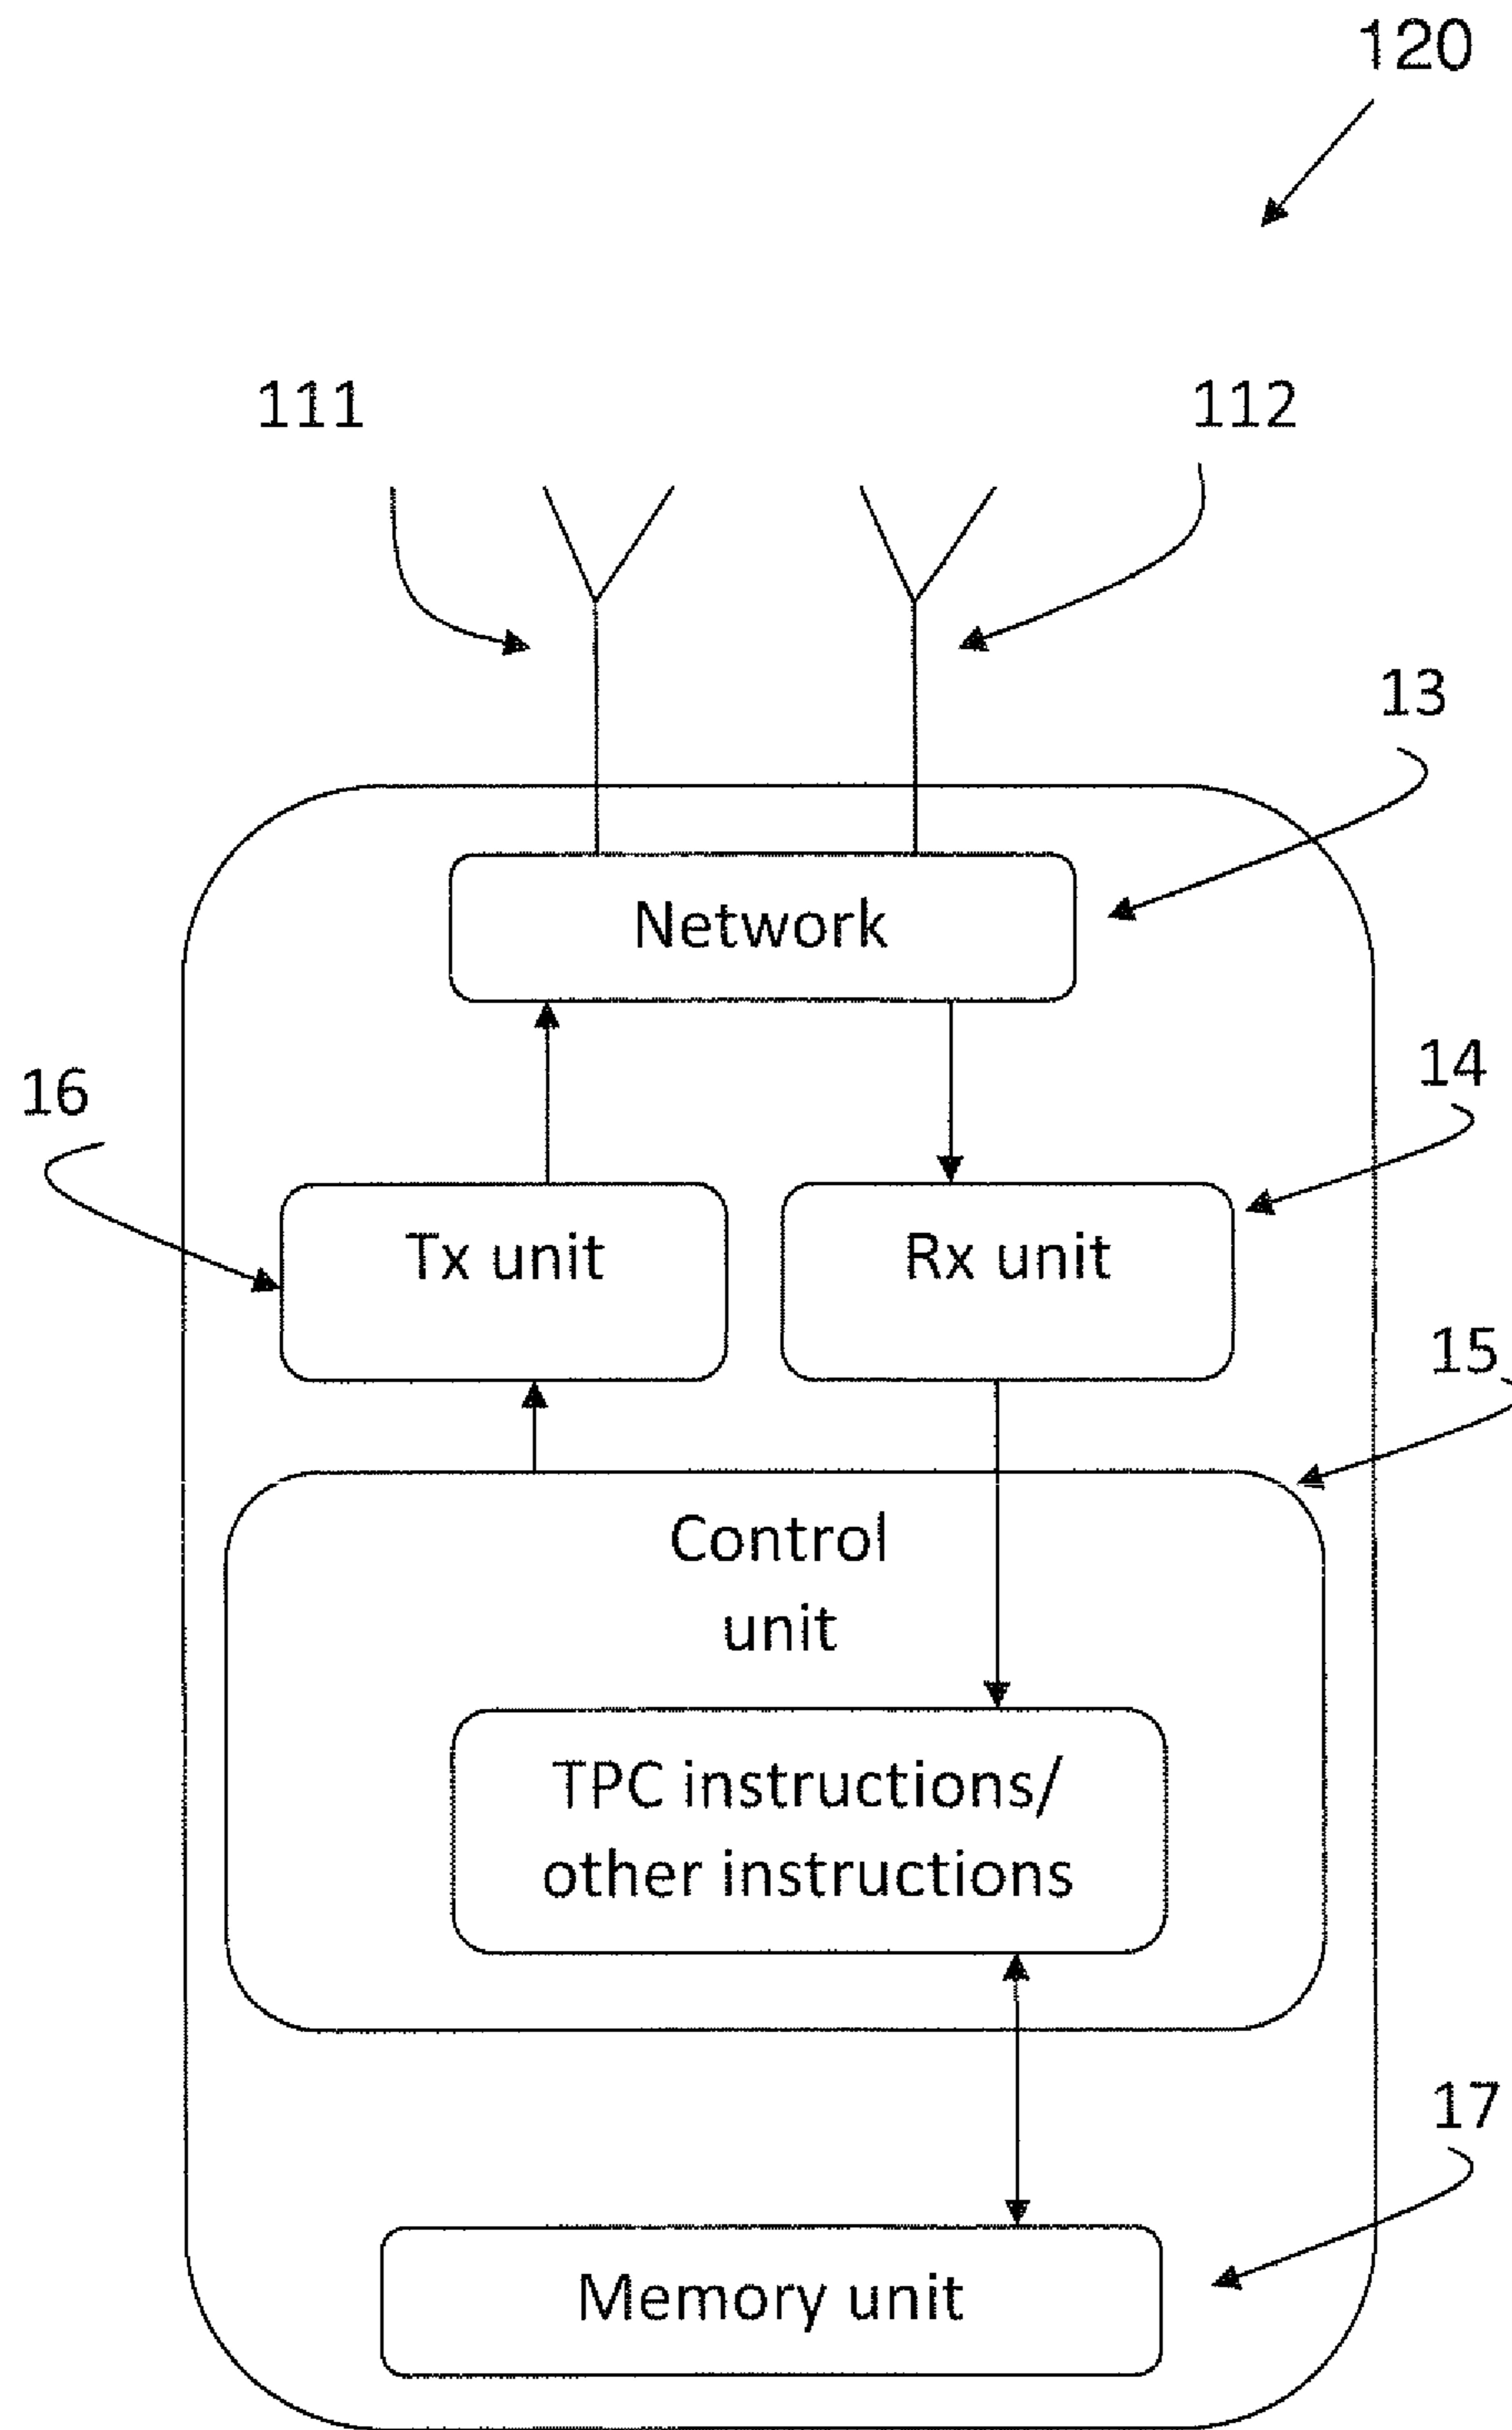 120
111
112
13
Network
14
16
Tx unit
Rx unit
15
Control
unit
TPC instructions/
other instructions
17
Memory unit